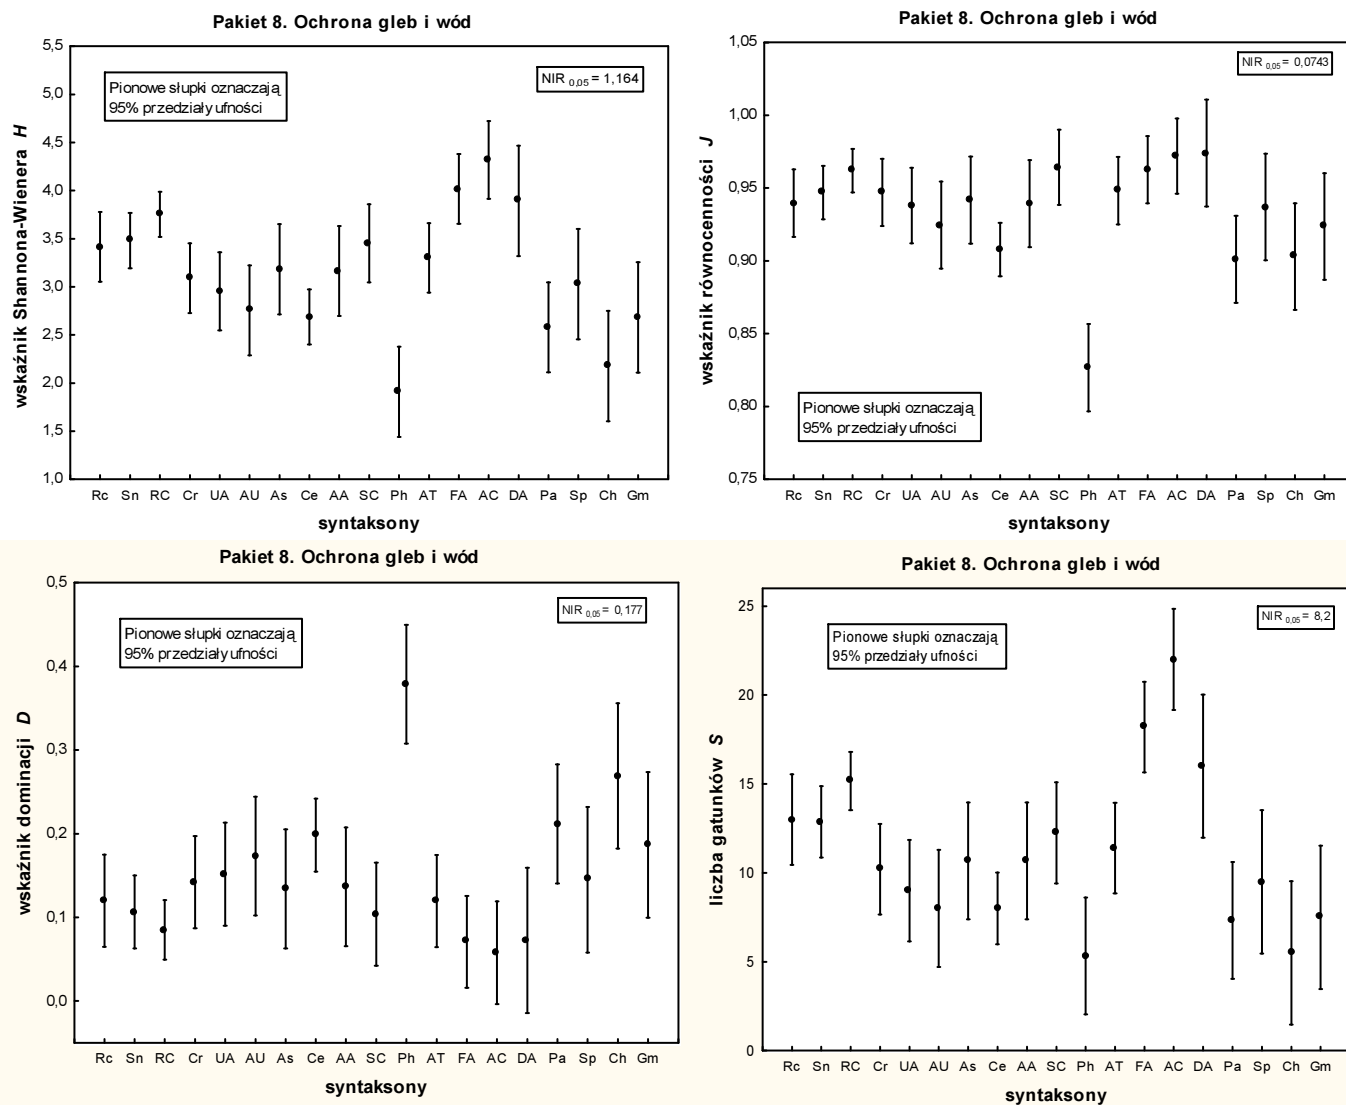 Pakiet 8. Ochrona gleb i wód
5,5
5,0
4,5
4,0
3,5
3,0
2,5
2,0
1,5
1,0
wskaźnik Shannona-Wienera H
Pionowe słupki oznaczają
95% przedziały ufności
NIR 0,05 = 1,164
Rc Sn RC Cr UA AU As Ce AA SC Ph AT FA AC DA Pa Sp Ch Gm
syntaksony
Pakiet 8. Ochrona gleb i wód
1,05
1,00
0,95
0,90
0,85
0,80
0,75
wskaźnik równocenności J
NIR 0,05 = 0,0743
Pionowe słupki oznaczają
95% przedziały ufności
Rc Sn RC Cr UA AU As Ce AA SC Ph AT FA AC DA Pa Sp Ch Gm
syntaksony
Pakiet 8. Ochrona gleb i wód
0,5
0,4
0,3
0,2
0,1
0,0
wskaźnik dominacji D
Pionowe słupki oznaczają
95% przedziały ufności
NIR 0,05 = 0,177
Rc Sn RC Cr UA AU As Ce AA SC Ph AT FA AC DA Pa Sp Ch Gm
syntaksony
Pakiet 8. Ochrona gleb i wód
25
20
15
10
5
0
liczba gatunków S
Pionowe słupki oznaczają
95% przedziały ufności
NIR 0,05 = 8,2
Rc Sn RC Cr UA AU As Ce AA SC Ph AT FA AC DA Pa Sp Ch Gm
syntaksony